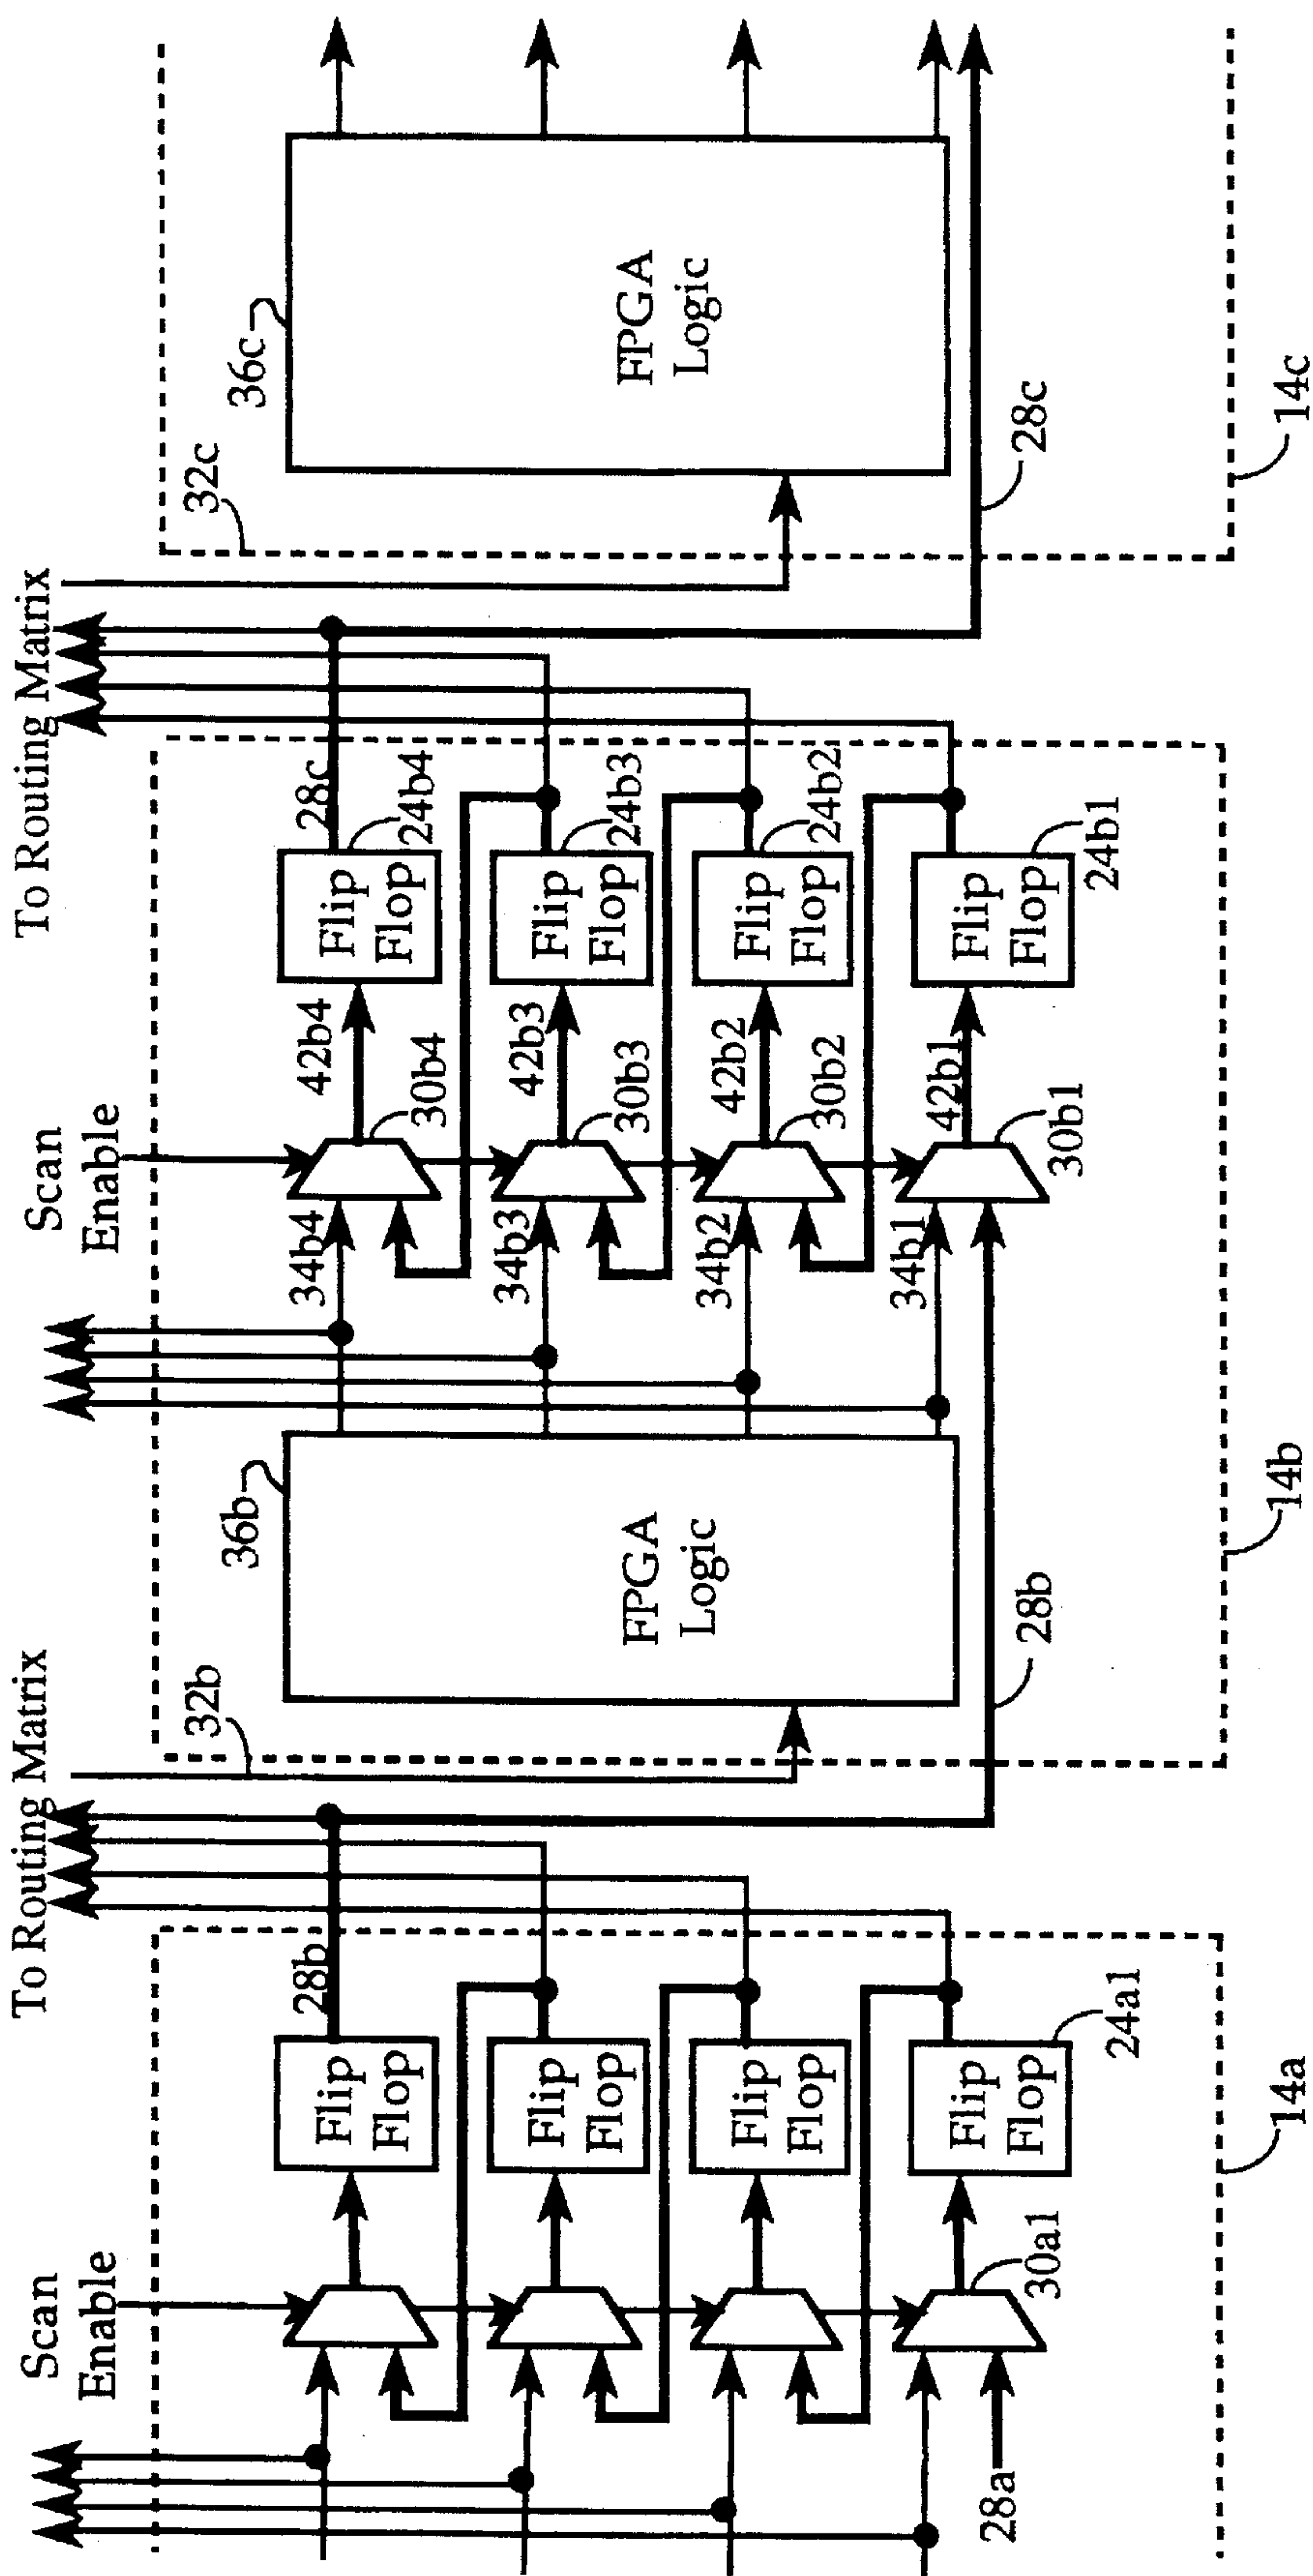 To Routing Matrix
Scan
Enable
28b
Flip
Flop
Flip
Flop
Flip
Flop
Flip
Flop
24a1
30a1
28a
14a
To Routing Matrix
Scan
Enable
32b
36b
FPGA
Logic
28b
34b4
34b3
34b2
34b1
30b4
30b3
30b2
30b1
42b4
42b3
42b2
42b1
Flip
Flop
Flip
Flop
Flip
Flop
Flip
Flop
28c
24b4
24b3
24b2
24b1
14b
32c
36c
FPGA
Logic
28c
14c